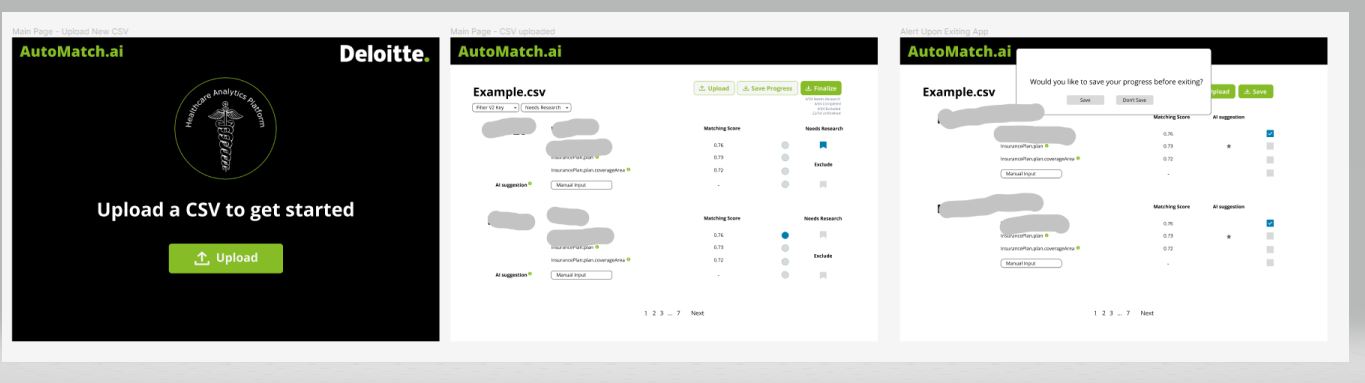 Main Page - Upload New CSV
AutoMatch.ai
Deloitte.
Healthcare Analytics Platform
Upload a CSV to get started
Upload
Main Page - CSV uploaded
AutoMatch.ai
Example.csv
Upload
Save Progress
Finalize
Filter V2 Key
Needs Research
Matching Score
Needs Research
0.76
InsurancePlan.plan
0.73
Exclude
InsurancePlan.plan.coverageArea
0.72
AI suggestion
Manual Input
-
Matching Score
Needs Research
0.76
InsurancePlan.plan
0.73
Exclude
InsurancePlan.plan.coverageArea
0.72
AI suggestion
Manual Input
-
1 2 3 ... 7 Next
Alert Upon Exiting App
AutoMatch.ai
Would you like to save your progress before exiting?
Save
Don't Save
Example.csv
Upload
Save
Matching Score
AI suggestion
0.76
InsurancePlan.plan
0.73
*
InsurancePlan.plan.coverageArea
0.72
Manual Input
-
Matching Score
AI suggestion
0.76
InsurancePlan.plan
0.73
*
InsurancePlan.plan.coverageArea
0.72
Manual Input
-
1 2 3 ... 7 Next